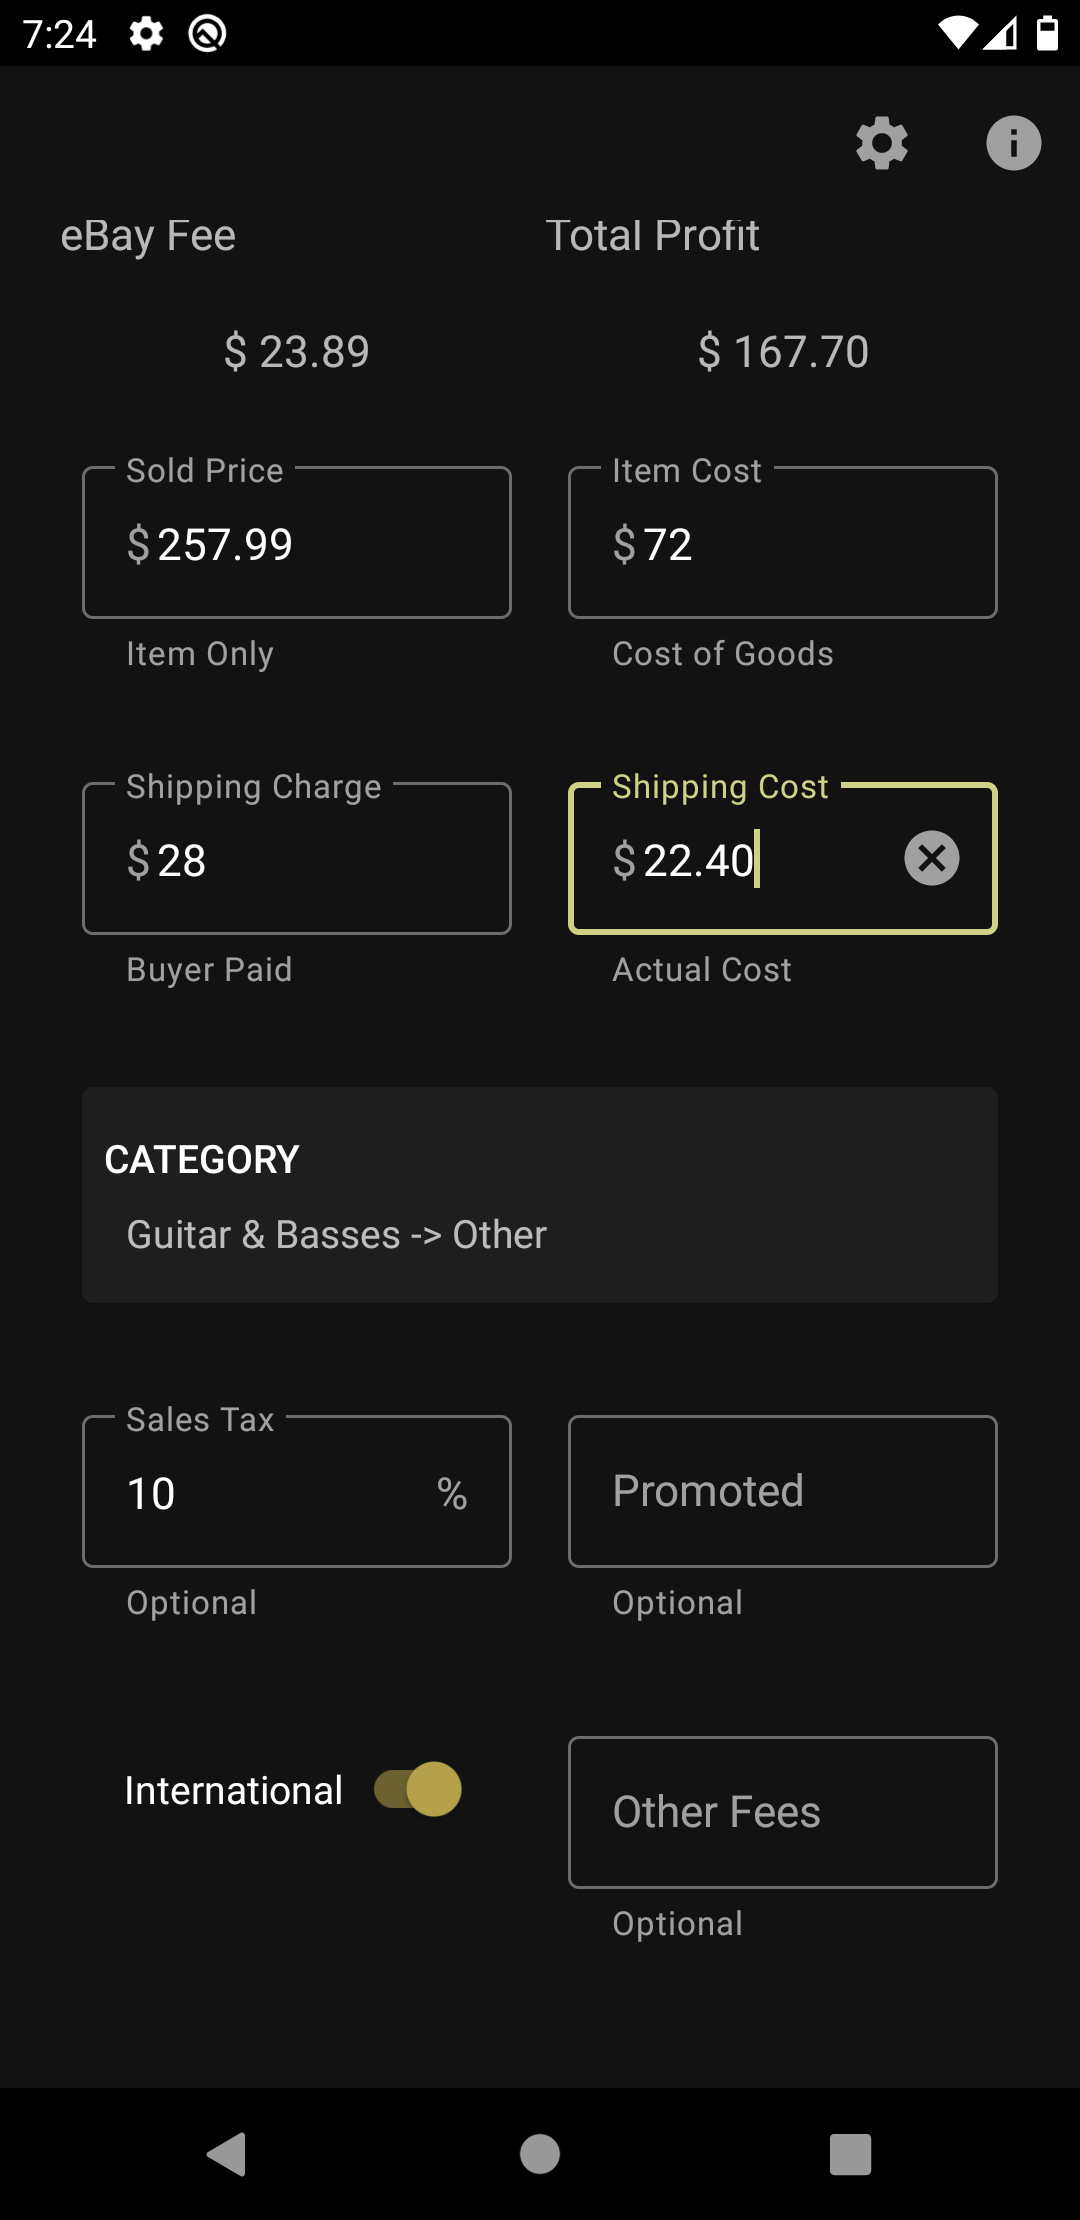 7:24
eBay Fee
Total Profit
$ 23.89
$ 167.70
Sold Price
Item Cost
$ 257.99
$ 72
Item Only
Cost of Goods
Shipping Charge
Shipping Cost
$ 28
$ 22.40
Buyer Paid
Actual Cost
CATEGORY
Guitar & Basses -> Other
Sales Tax
10 %
Promoted
Optional
Optional
International
Other Fees
Optional